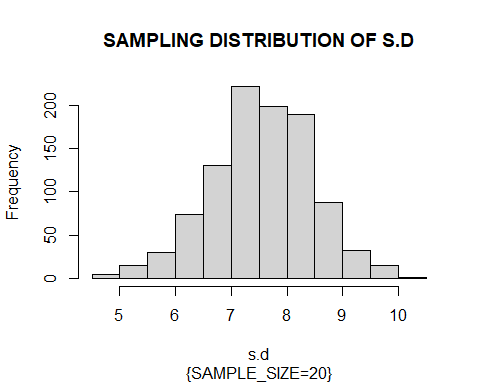 SAMPLING DISTRIBUTION OF S.D
Frequency
200
150
100
50
0
5 6 7 8 9 10
s.d
{SAMPLE_SIZE=20}